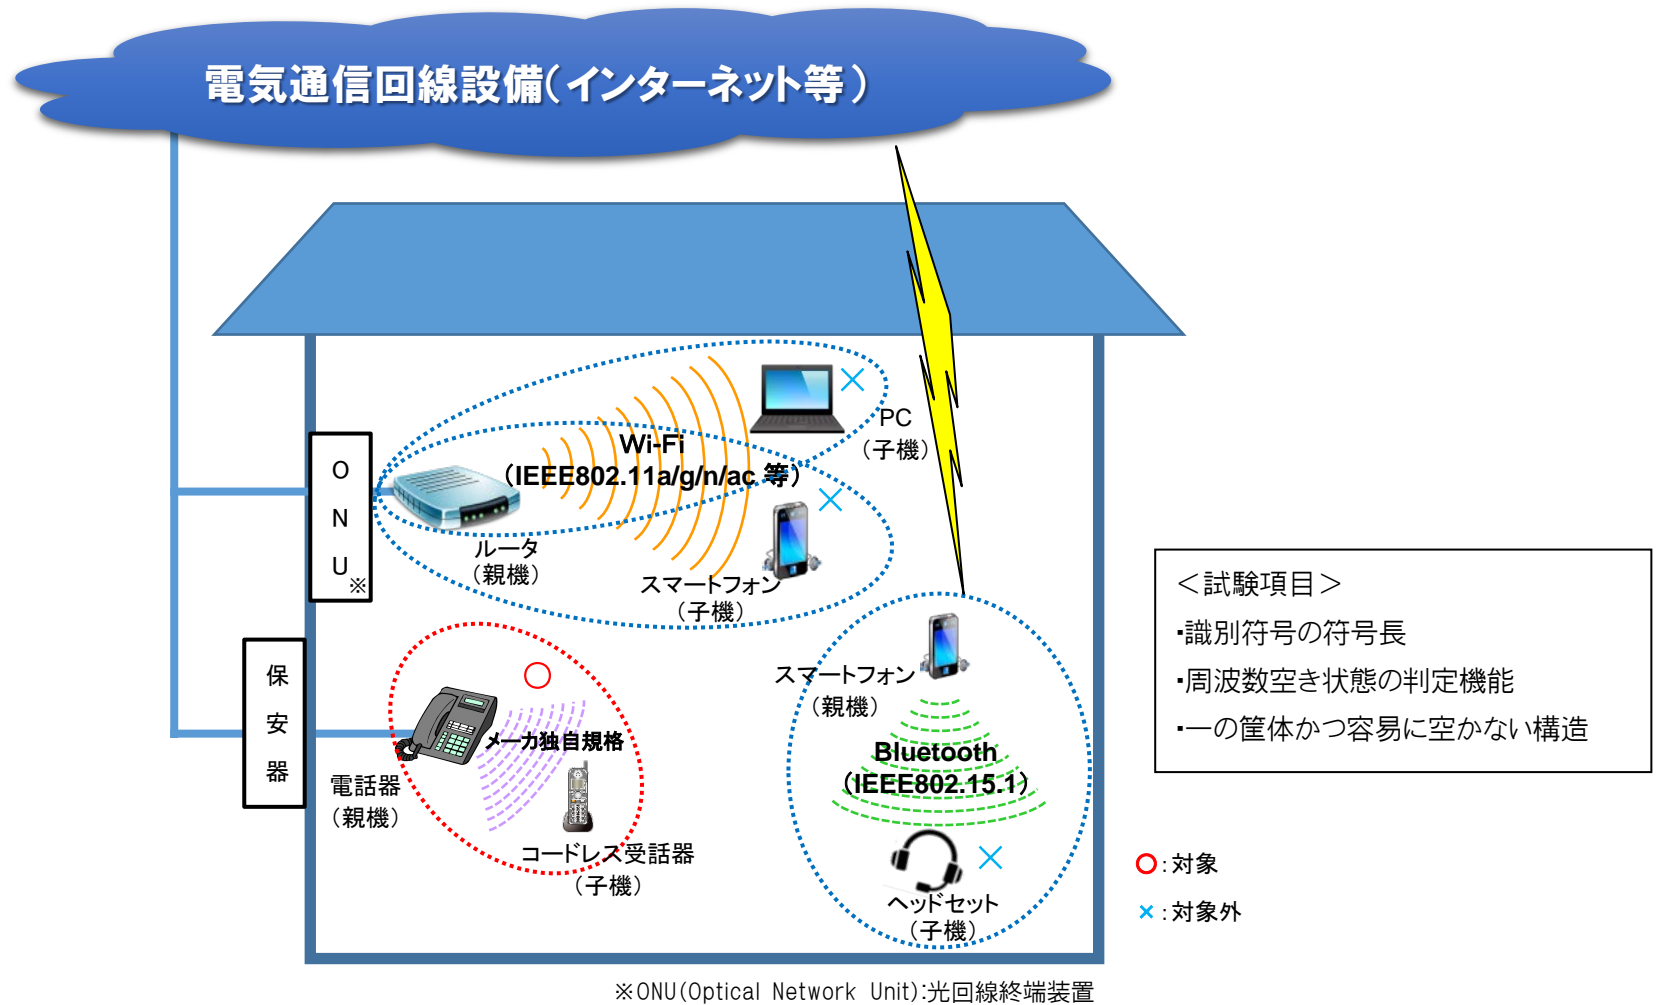 電気通信回線設備（インターネット等）
PC
（子機）
Wi-Fi
（IEEE802.11a/g/n/ac 等）
O
N
U
※
ルータ
（親機）
スマートフォン
（子機）
＜試験項目＞
・識別符号の符号長
・周波数空き状態の判定機能
・一の筐体かつ容易に空かない構造
保
安
器
スマートフォン
（親機）
メーカ独自規格
Bluetooth
（IEEE802.15.1）
電話器
（親機）
コードレス受話器
（子機）
ヘッドセット
（子機）
：対象
×：対象外
※ONU(Optical Network Unit):光回線終端装置